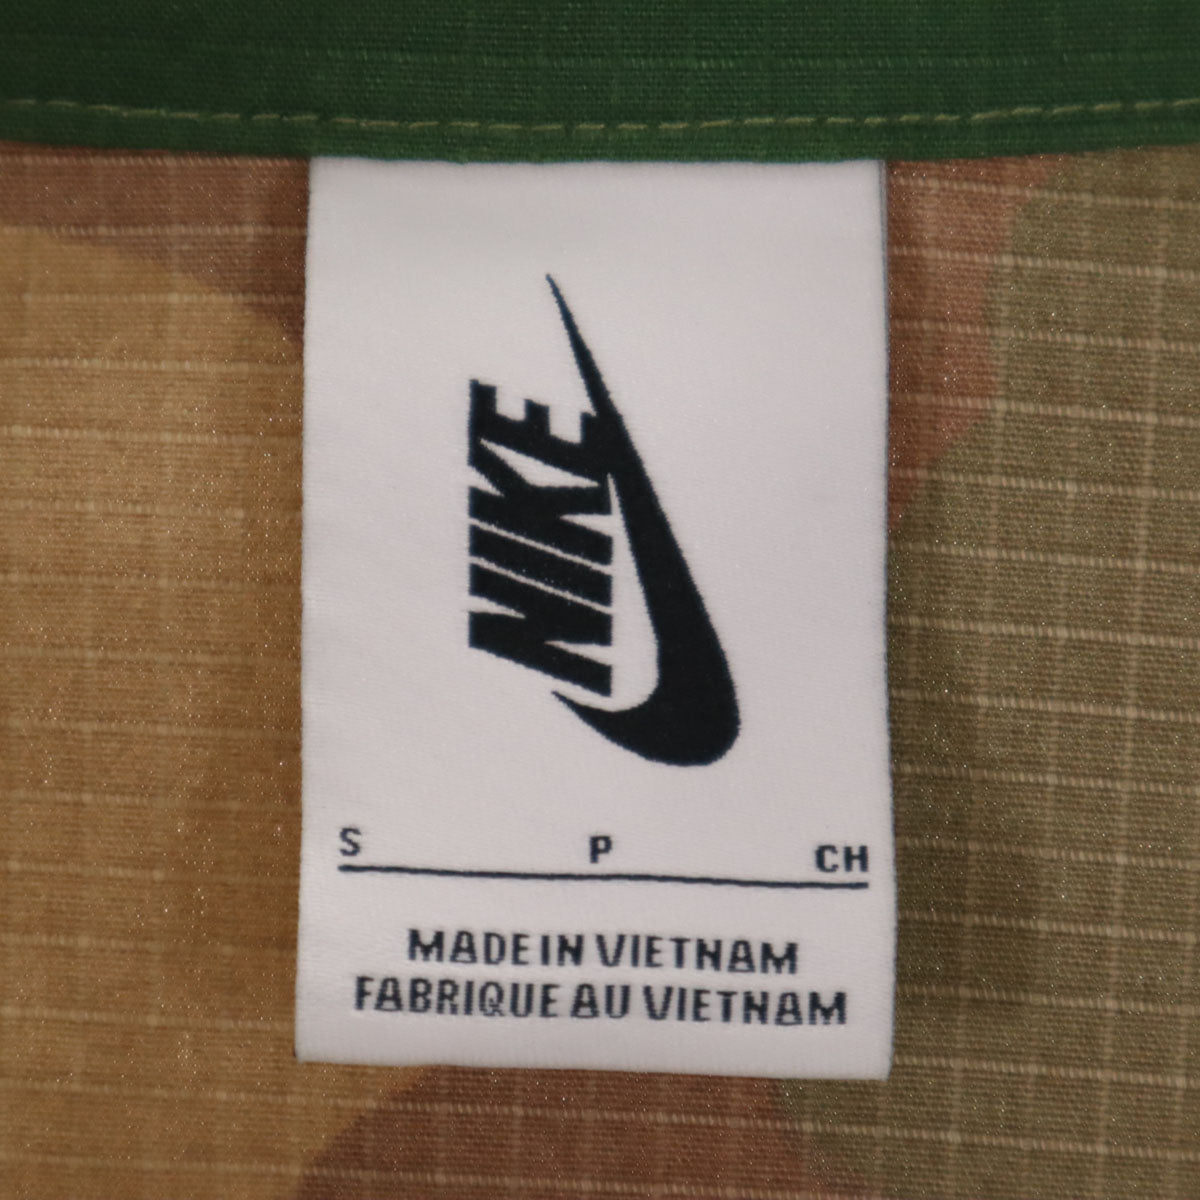 NIKE
S P CH
MADE IN VIETNAM
FABRIQUE AU VIETNAM